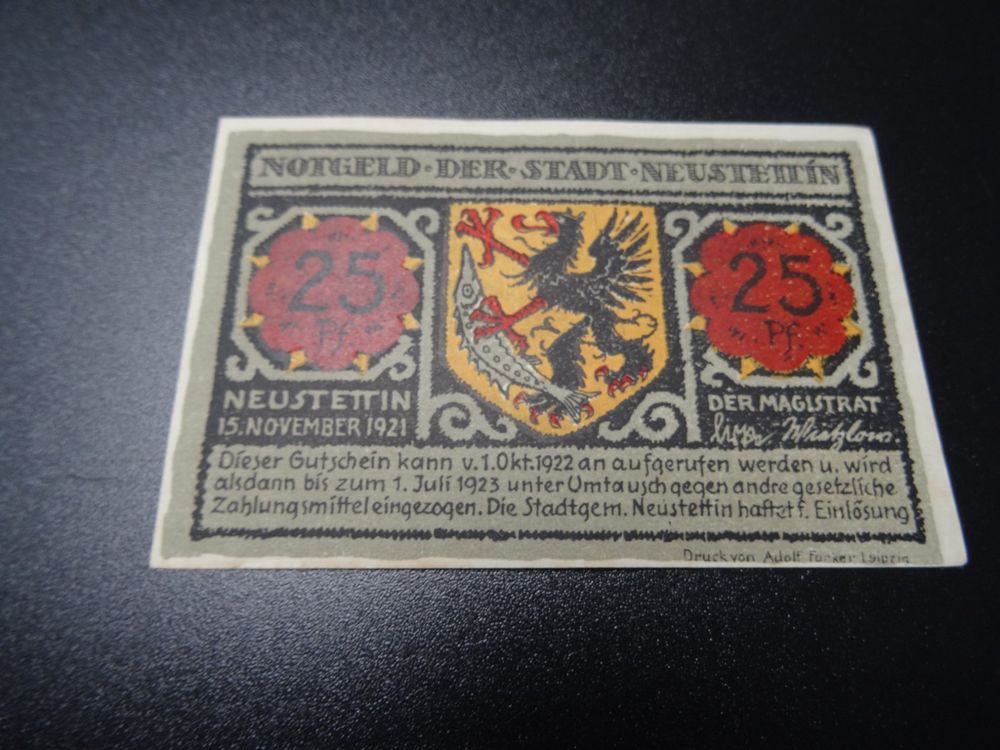 NOTGELD·DER·STADT·NEUSTETTIN
25
Pf.
25
Pf.
NEUSTETTIN
15. NOVEMBER 1921
DER MAGISTRAT
Dieser Gutschein kann v. 1. Okt. 1922 an aufgerufen werden u. wird
alsdann bis zum 1. Juli 1923 unter Umtausch gegen andre gesetzliche
Zahlungsmittel eingezogen. Die Stadtgem. Neustettin haftet f. Einlösung
Druck von Adolf Leipzig